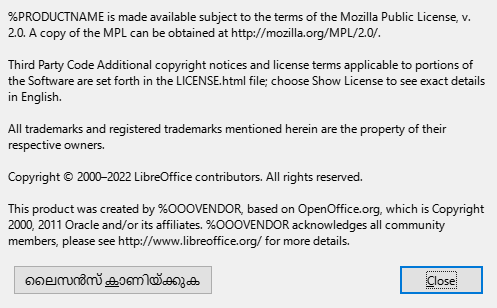 %PRODUCTNAME is made available subject to the terms of the Mozilla Public License, v.
2.0. A copy of the MPL can be obtained at http://mozilla.org/MPL/2.0/.
Third Party Code Additional copyright notices and license terms applicable to portions of
the Software are set forth in the LICENSE.html file; choose Show License to see exact details
in English.
All trademarks and registered trademarks mentioned herein are the property of their
respective owners.
Copyright © 2000–2022 LibreOffice contributors. All rights reserved.
This product was created by %OOOVENDOR, based on OpenOffice.org, which is Copyright
2000, 2011 Oracle and/or its affiliates. %OOOVENDOR acknowledges all community
members, please see http://www.libreoffice.org/ for more details.
ലൈസന്‍സ് കാണിയ്ക്കുക Close